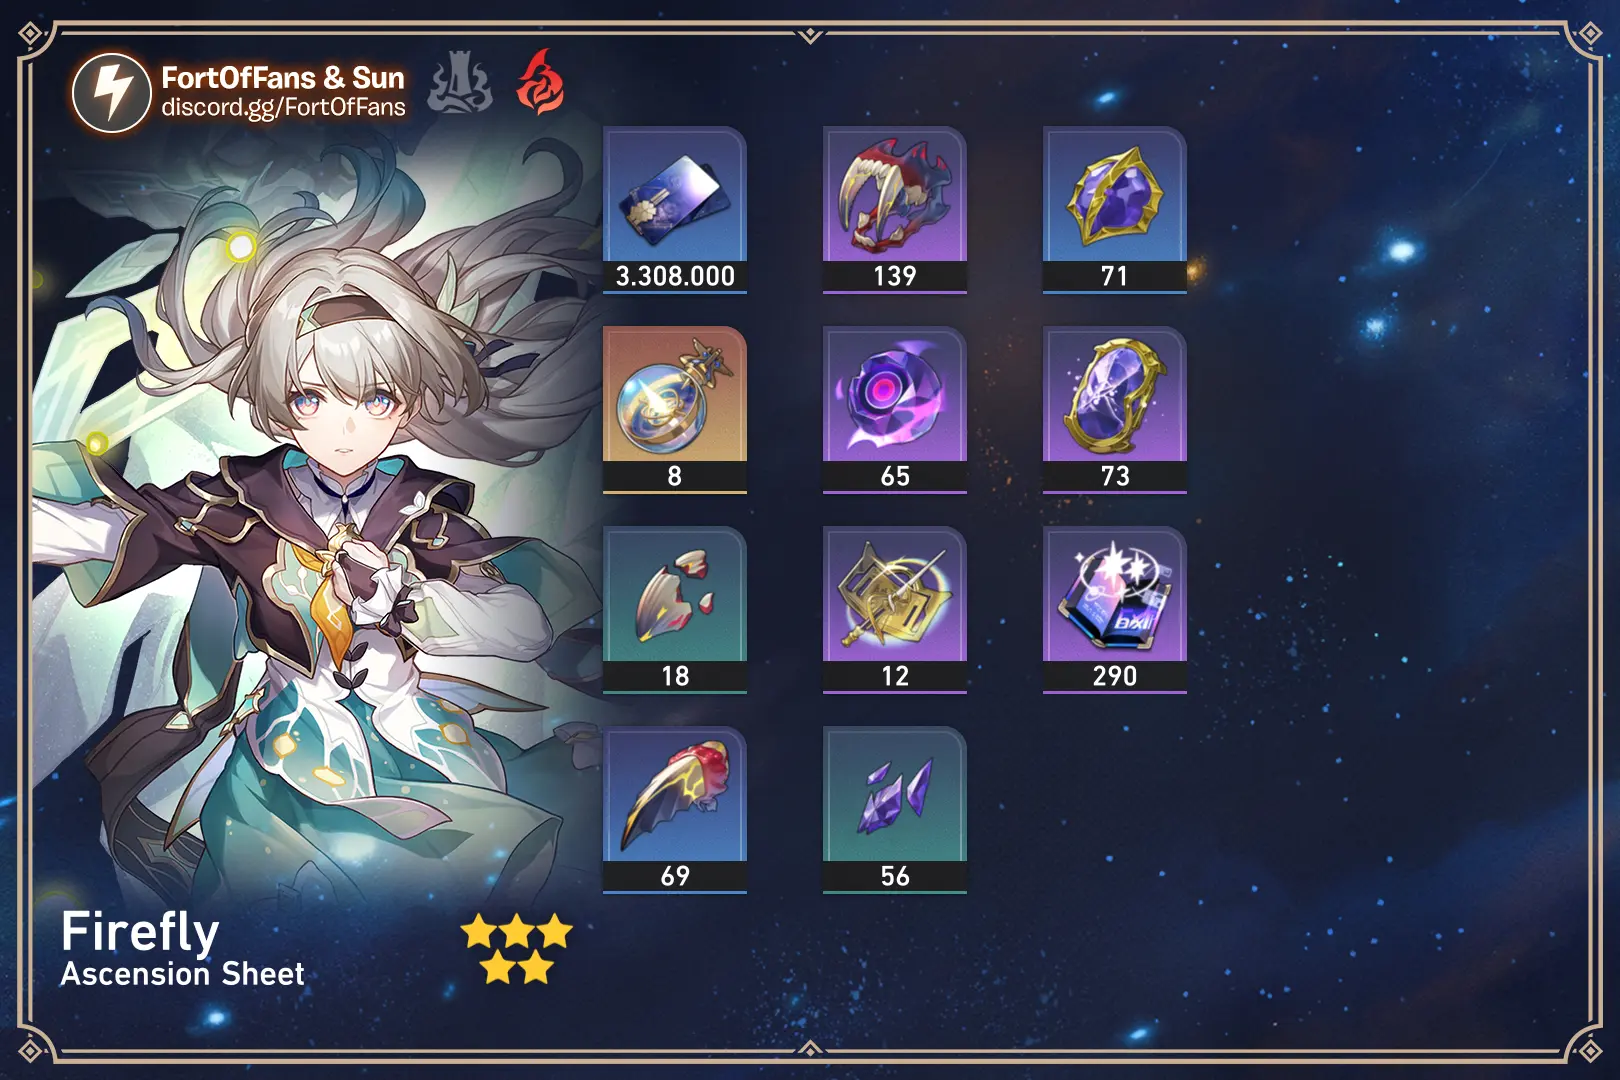 FortOfFans & Sun
discord.gg/FortOfFans
3.308.000
139
71
8
65
73
18
12
290
69
56
Firefly
Ascension Sheet